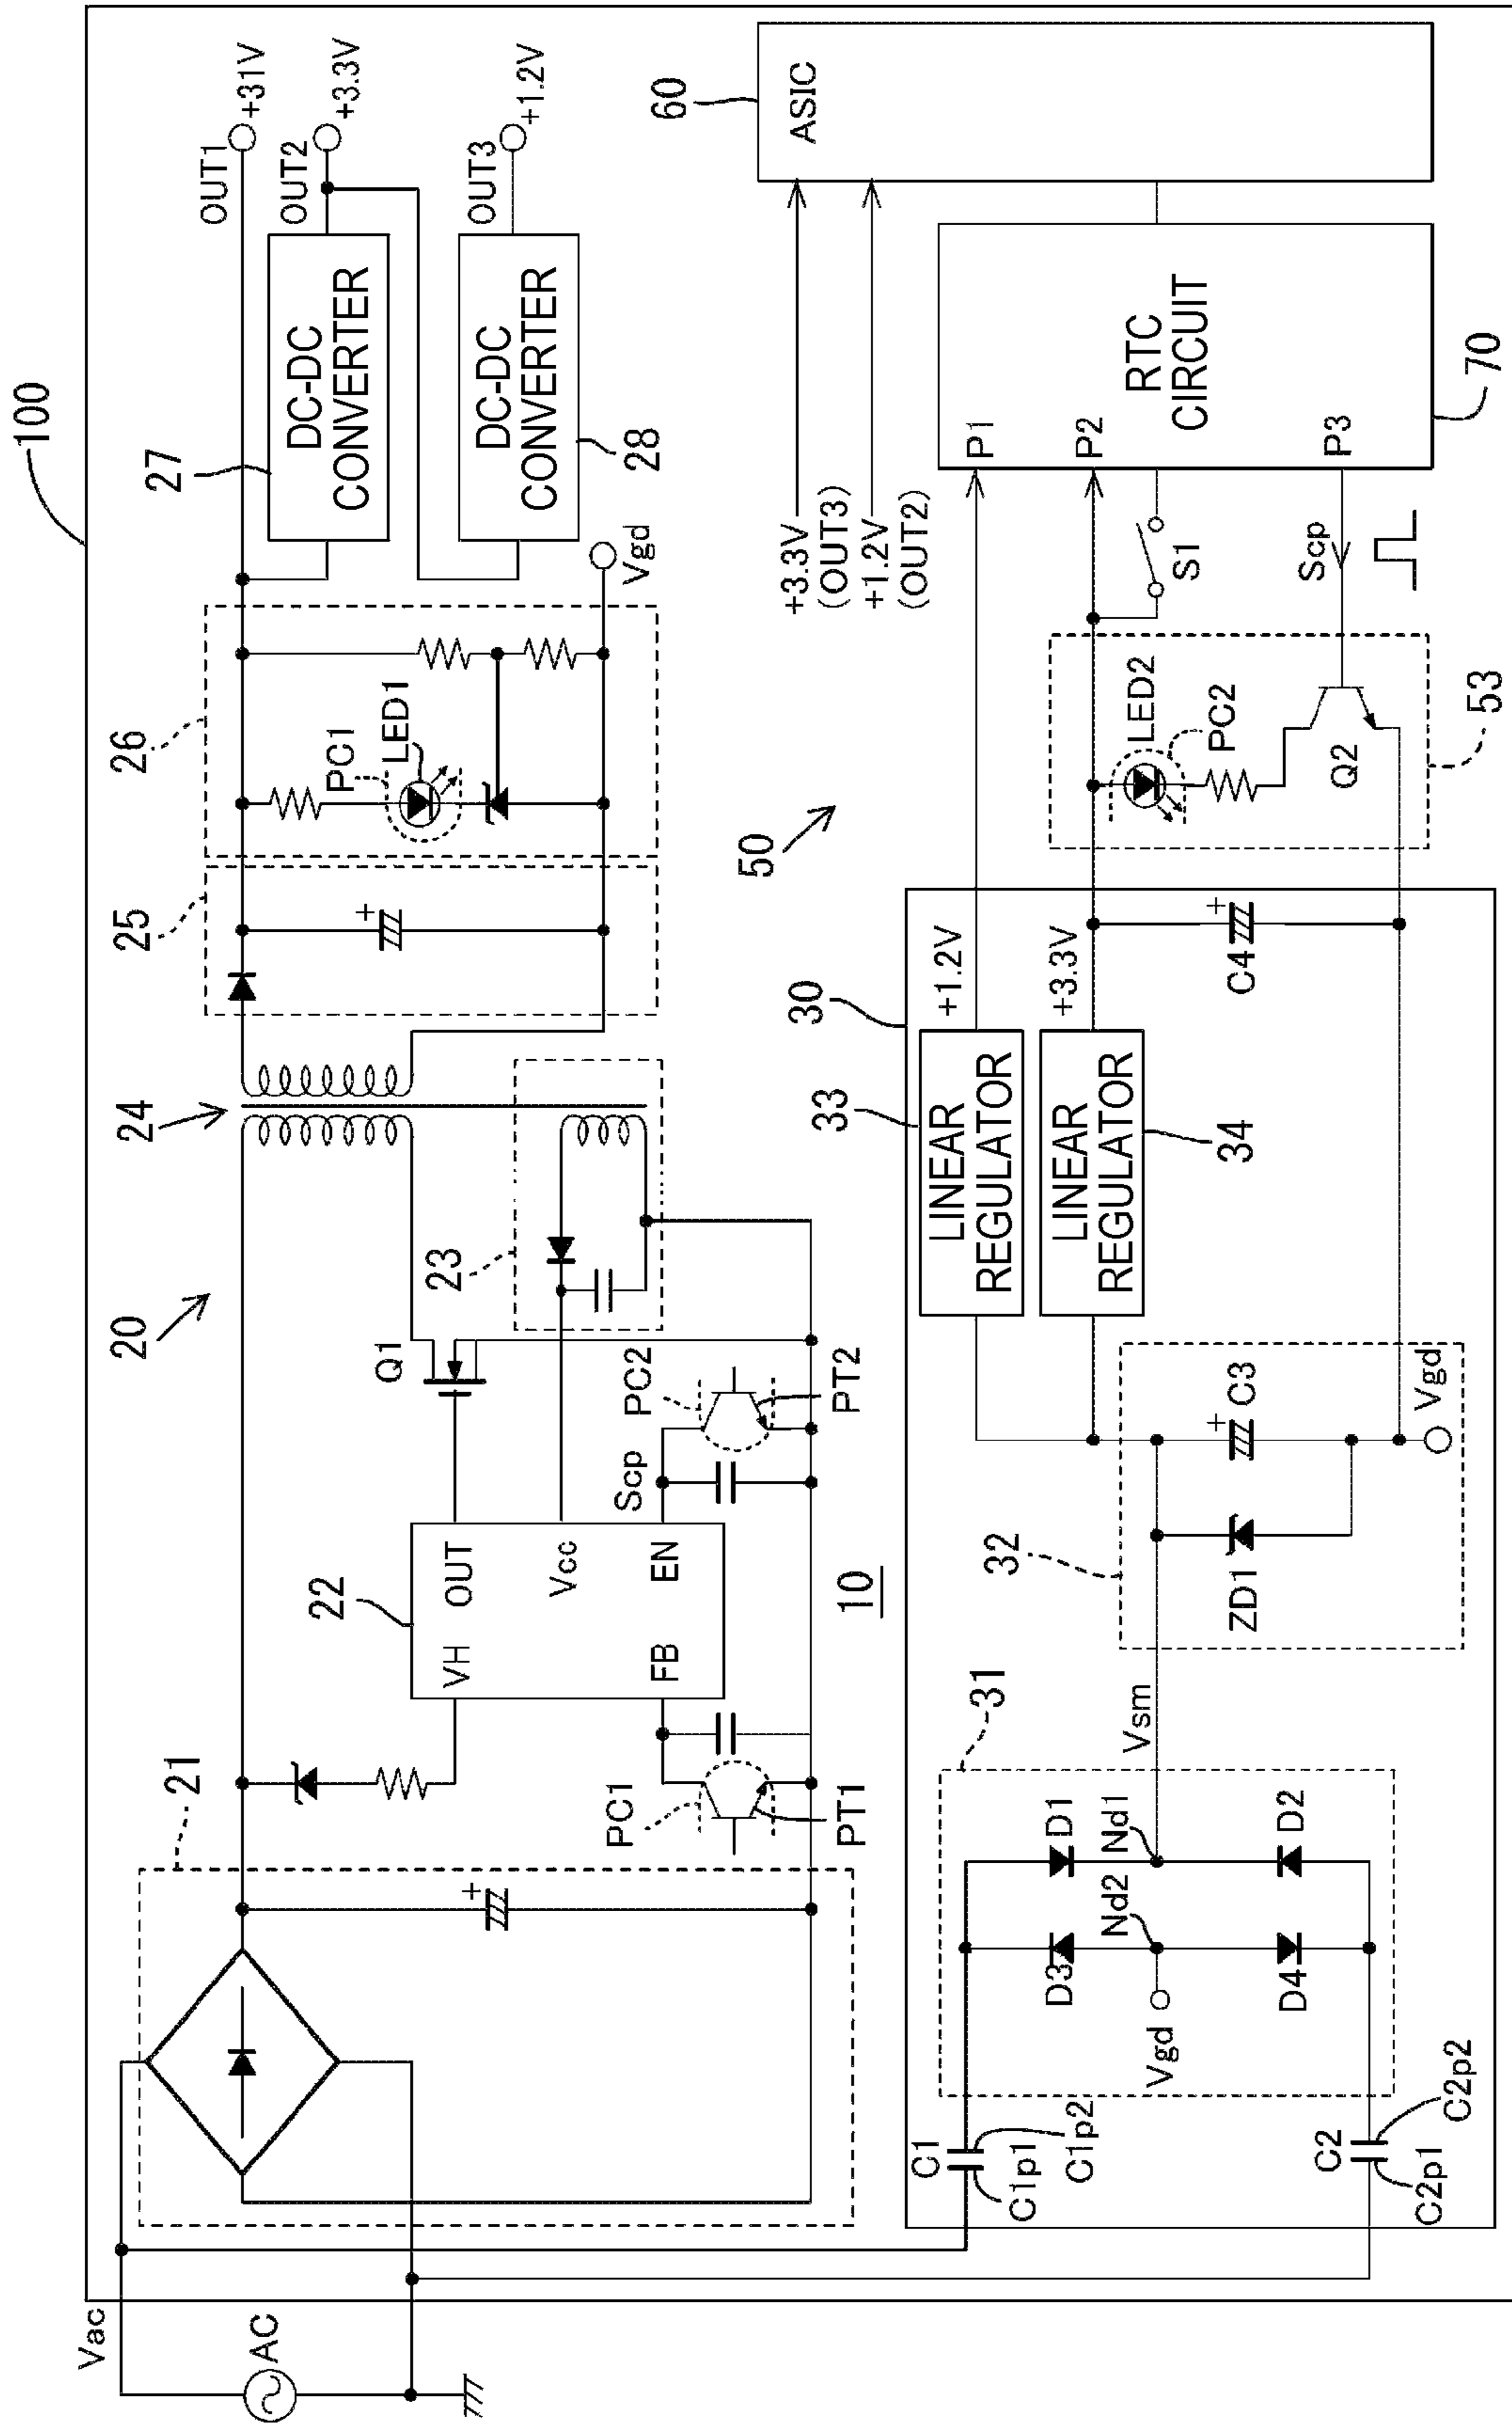 100
Vac
AC
20
21
VH
OUT
22
Vcc
FB
EN
PC1
PT1
Scp
PC2
PT2
Q1
23
24
25
26
PC1
LED1
27
DC-DC
CONVERTER
28
DC-DC
CONVERTER
OUT1
+31V
OUT2
+3.3V
OUT3
+1.2V
Vgd
10
50
30
C1
C1p1
C1p2
C2
C2p1
C2p2
31
D1
D2
D3
D4
Nd1
Nd2
Vgd
Vsm
32
ZD1
C3
Vgd
33
LINEAR
REGULATOR
+1.2V
34
LINEAR
REGULATOR
+3.3V
C4
LED2
PC2
Q2
53
S1
Scp
+3.3V
(OUT3)
+1.2V
(OUT2)
P1
P2
P3
RTC
CIRCUIT
70
60
ASIC